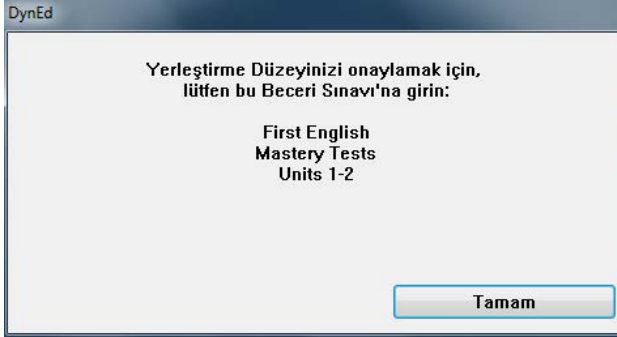 DynEd
Yerleştirme Düzeyinizi onaylamak için,
lütfen bu Beceri Sınavı'na girin:
First English
Mastery Tests
Units 1-2
Tamam